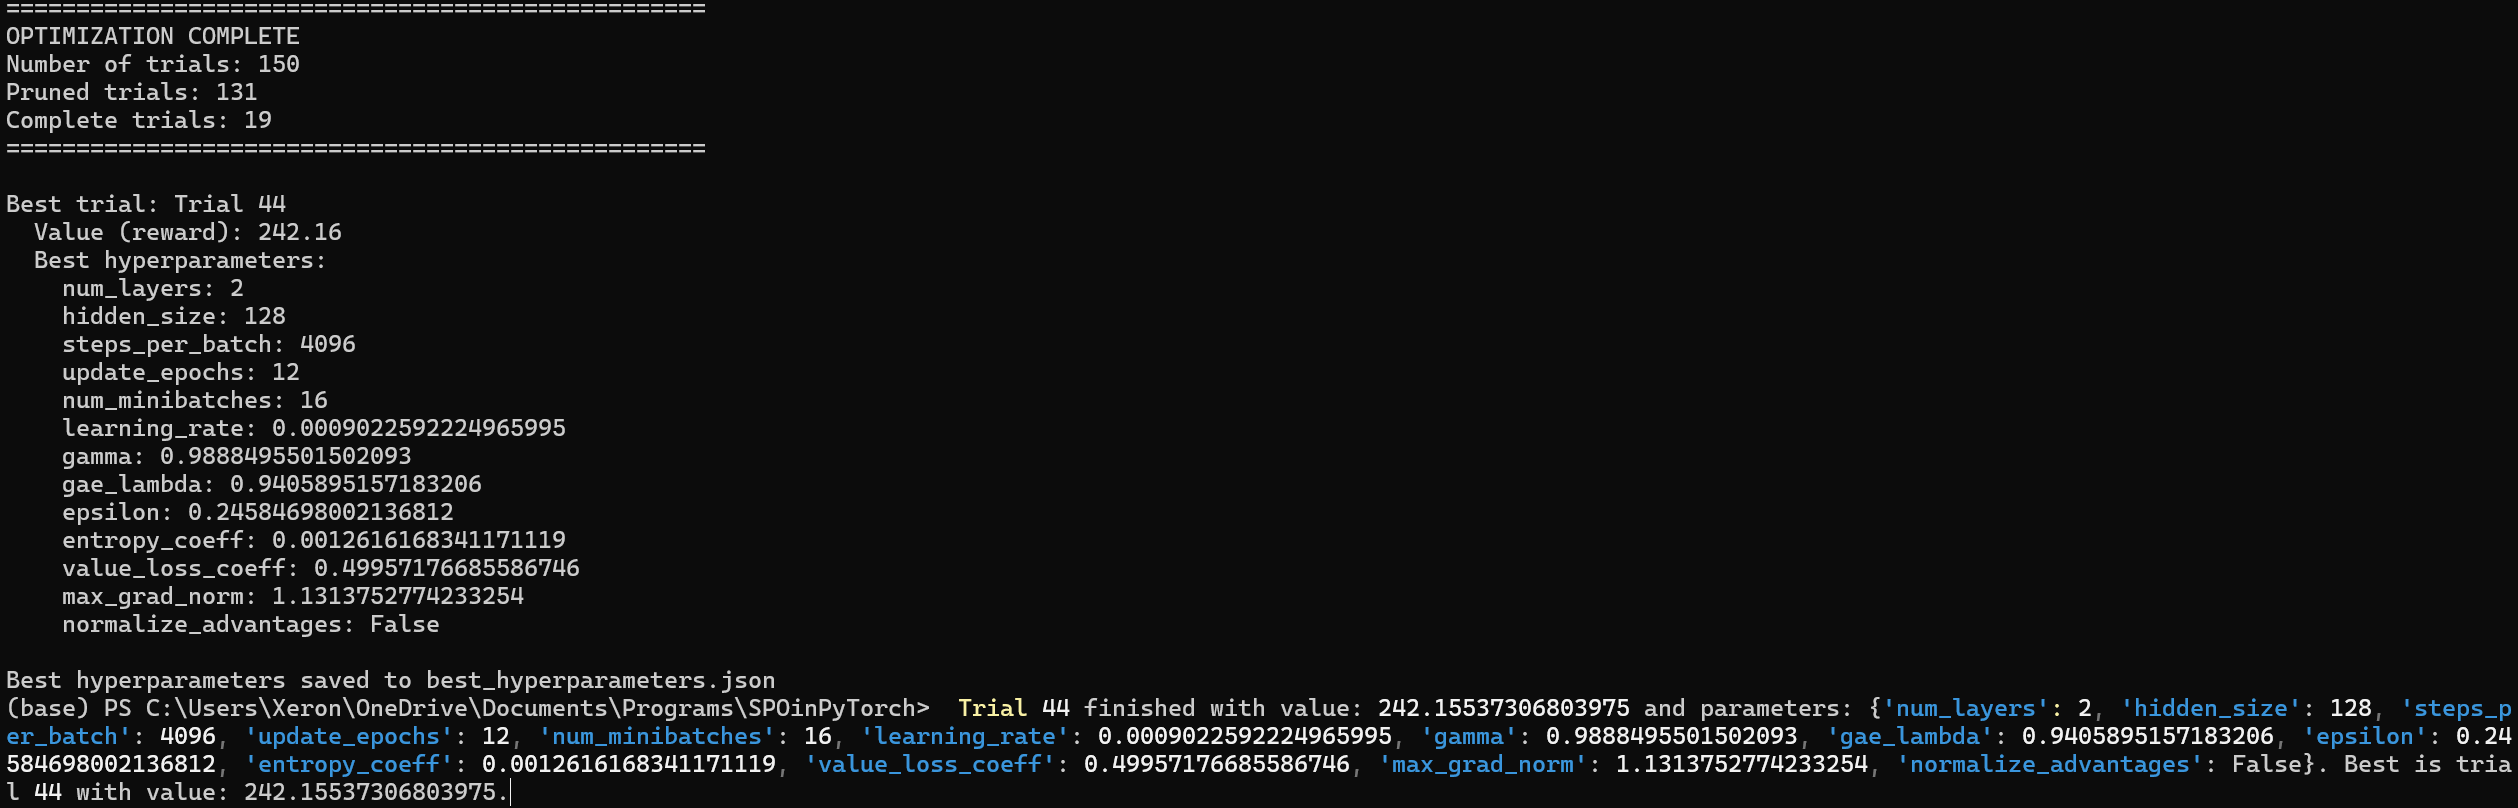 ==================================================
OPTIMIZATION COMPLETE
Number of trials: 150
Pruned trials: 131
Complete trials: 19
==================================================
Best trial: Trial 44
  Value (reward): 242.16
  Best hyperparameters:
    num_layers: 2
    hidden_size: 128
    steps_per_batch: 4096
    update_epochs: 12
    num_minibatches: 16
    learning_rate: 0.0009022592224965995
    gamma: 0.9888495501502093
    gae_lambda: 0.9405895157183206
    epsilon: 0.24584698002136812
    entropy_coeff: 0.0012616168341171119
    value_loss_coeff: 0.49957176685586746
    max_grad_norm: 1.1313752774233254
    normalize_advantages: False
Best hyperparameters saved to best_hyperparameters.json
(base) PS C:\Users\Xeron\OneDrive\Documents\Programs\SPOinPyTorch>  Trial 44 finished with value: 242.15537306803975 and parameters: {'num_layers': 2, 'hidden_size': 128, 'steps_p
er_batch': 4096, 'update_epochs': 12, 'num_minibatches': 16, 'learning_rate': 0.0009022592224965995, 'gamma': 0.9888495501502093, 'gae_lambda': 0.9405895157183206, 'epsilon': 0.24
584698002136812, 'entropy_coeff': 0.0012616168341171119, 'value_loss_coeff': 0.49957176685586746, 'max_grad_norm': 1.1313752774233254, 'normalize_advantages': False}. Best is tria
l 44 with value: 242.15537306803975.